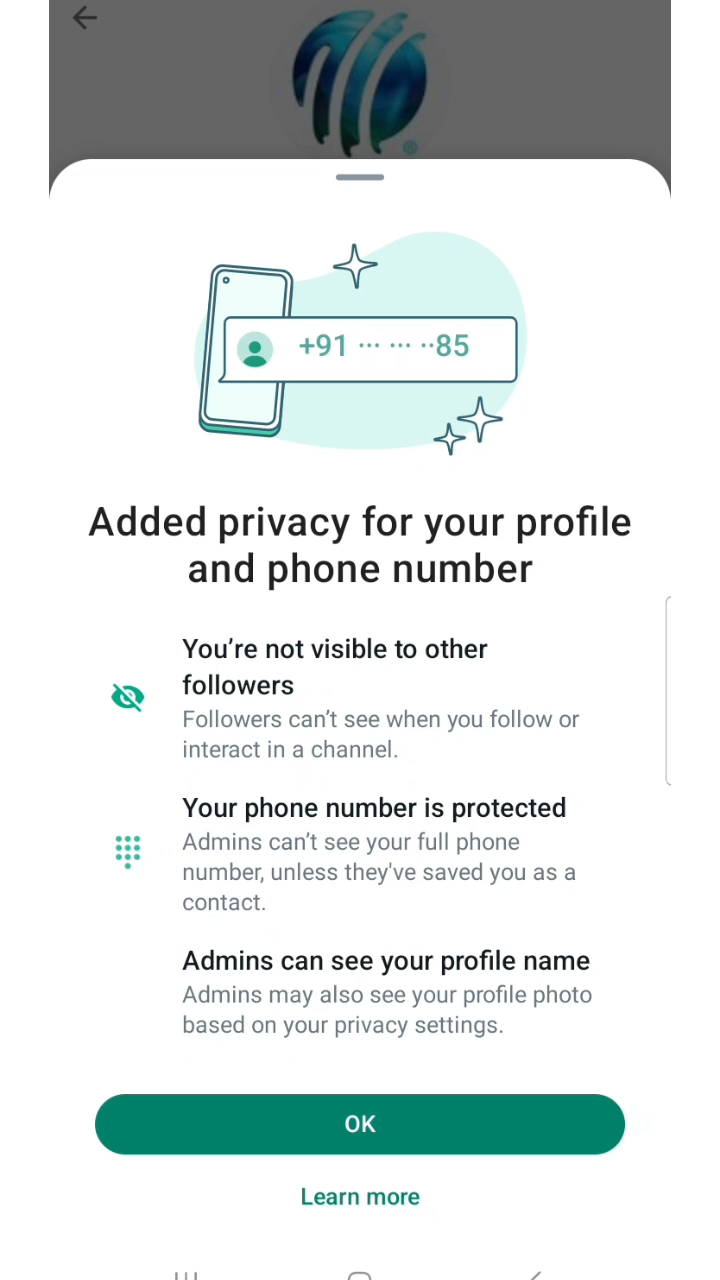 ®
+91 ··· ··· ··85
Added privacy for your profile
and phone number
You’re not visible to other
followers
Followers can’t see when you follow or
interact in a channel.
Your phone number is protected
Admins can’t see your full phone
number, unless they've saved you as a
contact.
Admins can see your profile name
Admins may also see your profile photo
based on your privacy settings.
OK
Learn more